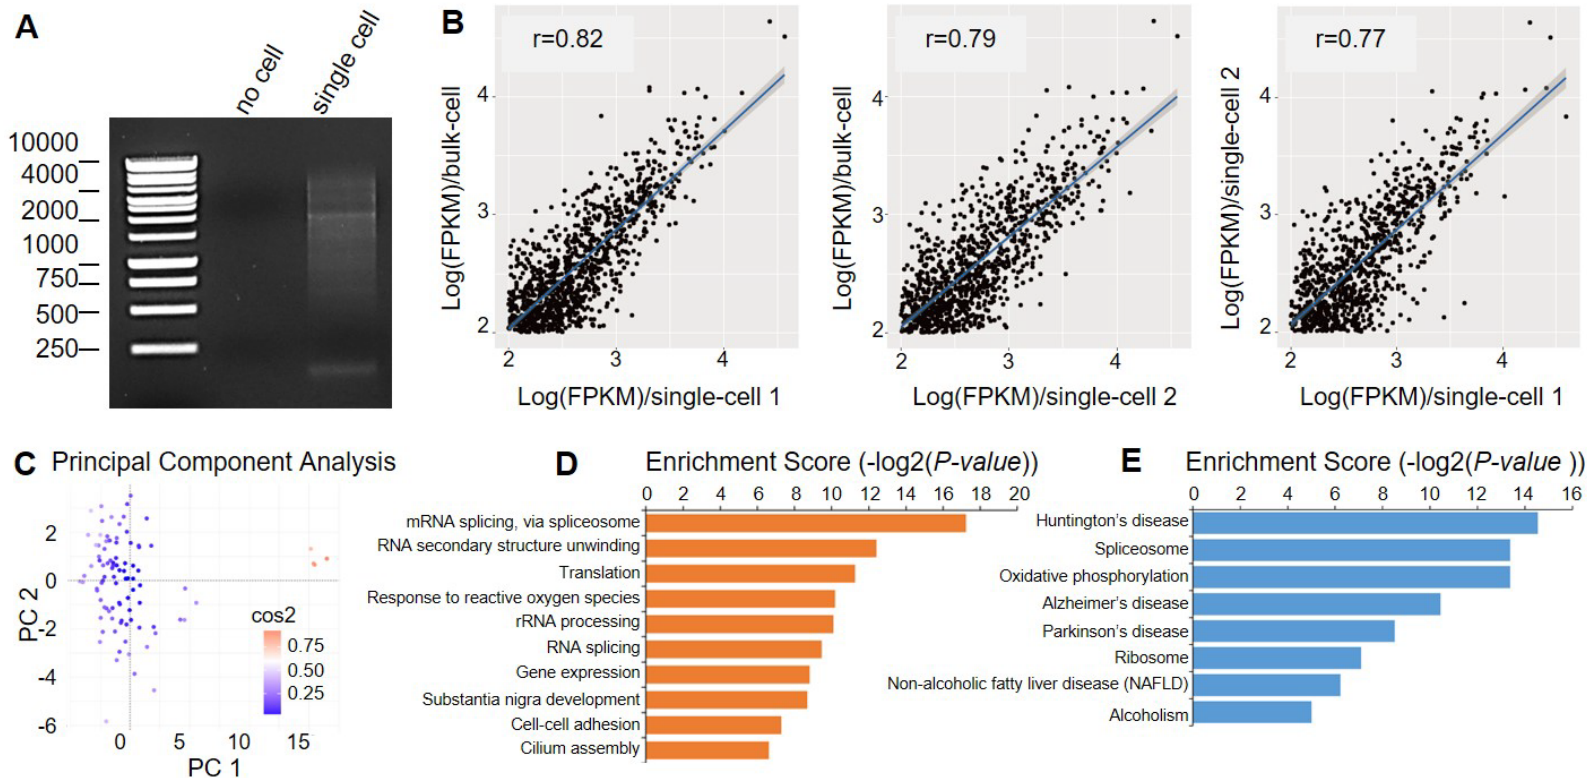 A
no cell
single cell
10000
4000
2000
1000
750
500
250
B
r=0.82
Log(FPKM)/bulk-cell
4
3
2
2
3
4
Log(FPKM)/single-cell 1
r=0.79
Log(FPKM)/bulk-cell
4
3
2
2
3
4
Log(FPKM)/single-cell 2
r=0.77
Log(FPKM)/single-cell 2
4
3
2
2
3
4
Log(FPKM)/single-cell 1
C Principal Component Analysis
PC 2
2
0
-2
-4
-6
0 5 10 15
PC 1
cos2
0.75
0.50
0.25
D Enrichment Score (-log2(P-value))
0 2 4 6 8 10 12 14 16 18 20
mRNA splicing, via spliceosome
RNA secondary structure unwinding
Translation
Response to reactive oxygen species
rRNA processing
RNA splicing
Gene expression
Substantia nigra development
Cell-cell adhesion
Cilium assembly
E Enrichment Score (-log2(P-value ))
0 2 4 6 8 10 12 14 16
Huntington's disease
Spliceosome
Oxidative phosphorylation
Alzheimer's disease
Parkinson's disease
Ribosome
Non-alcoholic fatty liver disease (NAFLD)
Alcoholism